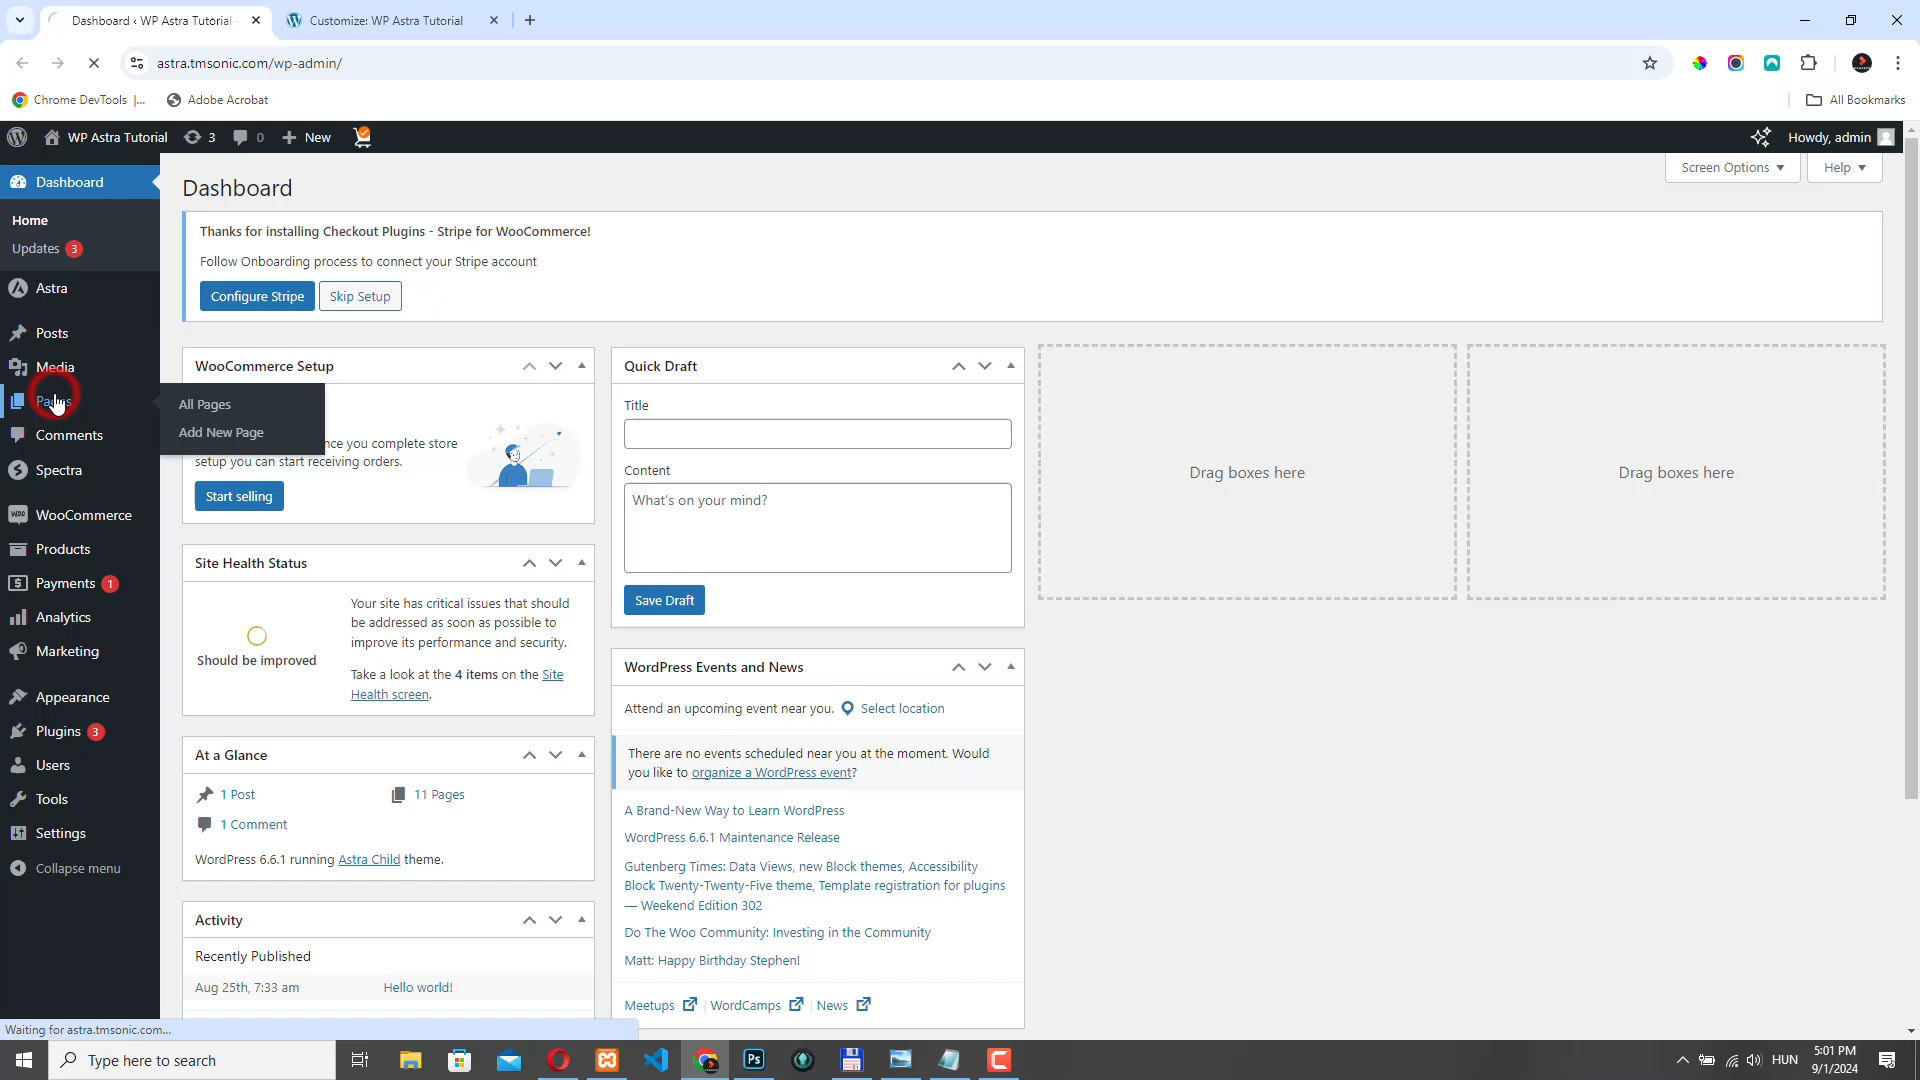 Dashboard ‹ WP Astra Tutorial
Customize: WP Astra Tutorial
astra.tmsonic.com/wp-admin/
Chrome DevTools |...
Adobe Acrobat
All Bookmarks
WP Astra Tutorial
3
0
New
Howdy, admin
Dashboard
Home
Updates 3
Astra
Posts
Media
Pages
All Pages
Add New Page
Comments
Spectra
WooCommerce
Products
Payments 1
Analytics
Marketing
Appearance
Plugins 3
Users
Tools
Settings
Collapse menu
Screen Options
Help
Dashboard
Thanks for installing Checkout Plugins - Stripe for WooCommerce!
Follow Onboarding process to connect your Stripe account
Configure Stripe
Skip Setup
WooCommerce Setup
you complete store
setup you can start receiving orders.
Start selling
Site Health Status
Should be improved
Your site has critical issues that should
be addressed as soon as possible to
improve its performance and security.
Take a look at the 4 items on the Site
Health screen.
At a Glance
1 Post
11 Pages
1 Comment
WordPress 6.6.1 running Astra Child theme.
Activity
Recently Published
Aug 25th, 7:33 am
Hello world!
Quick Draft
Title
Content
What's on your mind?
Save Draft
WordPress Events and News
Attend an upcoming event near you.
Select location
There are no events scheduled near you at the moment. Would
you like to organize a WordPress event?
A Brand-New Way to Learn WordPress
WordPress 6.6.1 Maintenance Release
Gutenberg Times: Data Views, new Block themes, Accessibility
Block Twenty-Twenty-Five theme, Template registration for plugins
— Weekend Edition 302
Do The Woo Community: Investing in the Community
Matt: Happy Birthday Stephen!
Meetups | WordCamps | News
Drag boxes here
Drag boxes here
Waiting for astra.tmsonic.com...
Type here to search
Ps
HUN
5:01 PM
9/1/2024